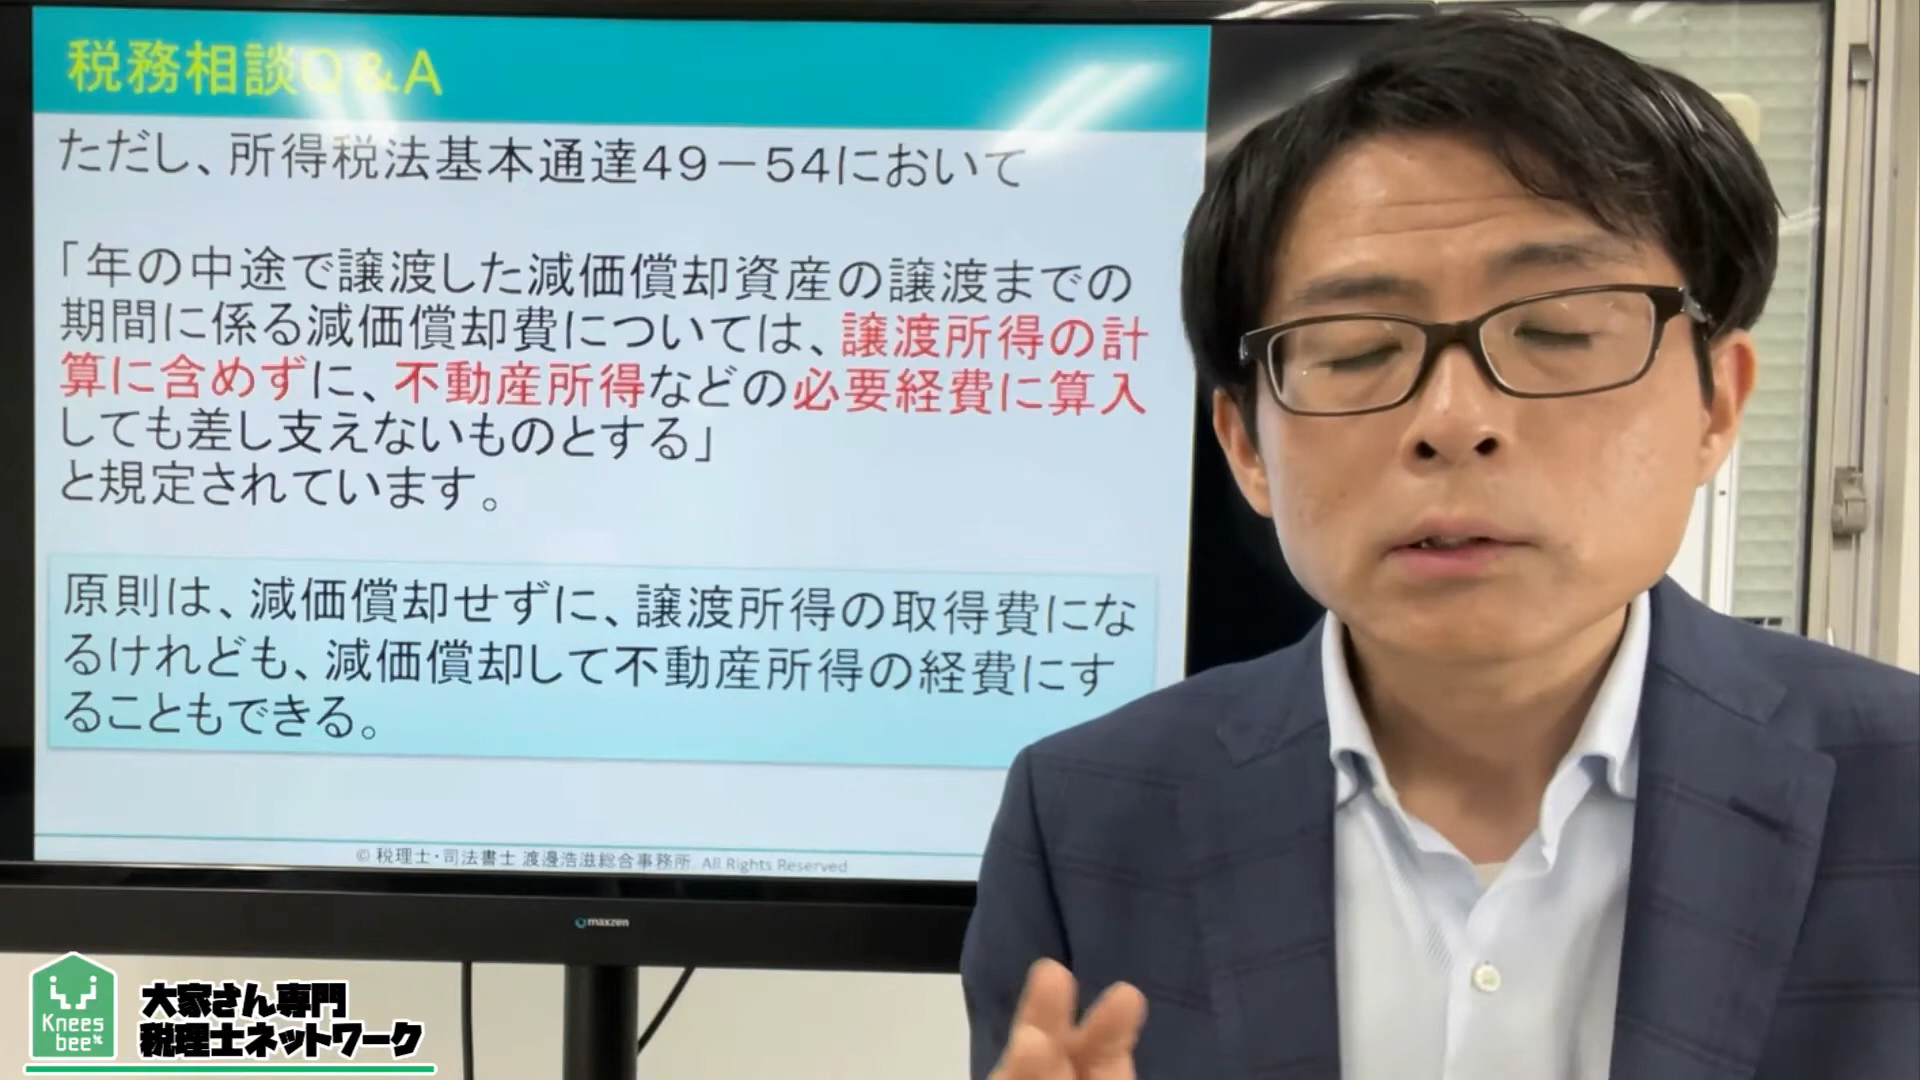 税務相談Q&A
ただし、所得税法基本通達49－54において
「年の中途で譲渡した減価償却資産の譲渡までの
期間に係る減価償却費については、譲渡所得の計
算に含めずに、不動産所得などの必要経費に算入
しても差し支えないものとする」
と規定されています。
原則は、減価償却せずに、譲渡所得の取得費にな
るけれども、減価償却して不動産所得の経費にす
ることもできる。
© 税理士・司法書士 渡邊浩滋総合事務所. All Rights Reserved
maxzen
Knees
bee
大家さん専門
税理士ネットワーク